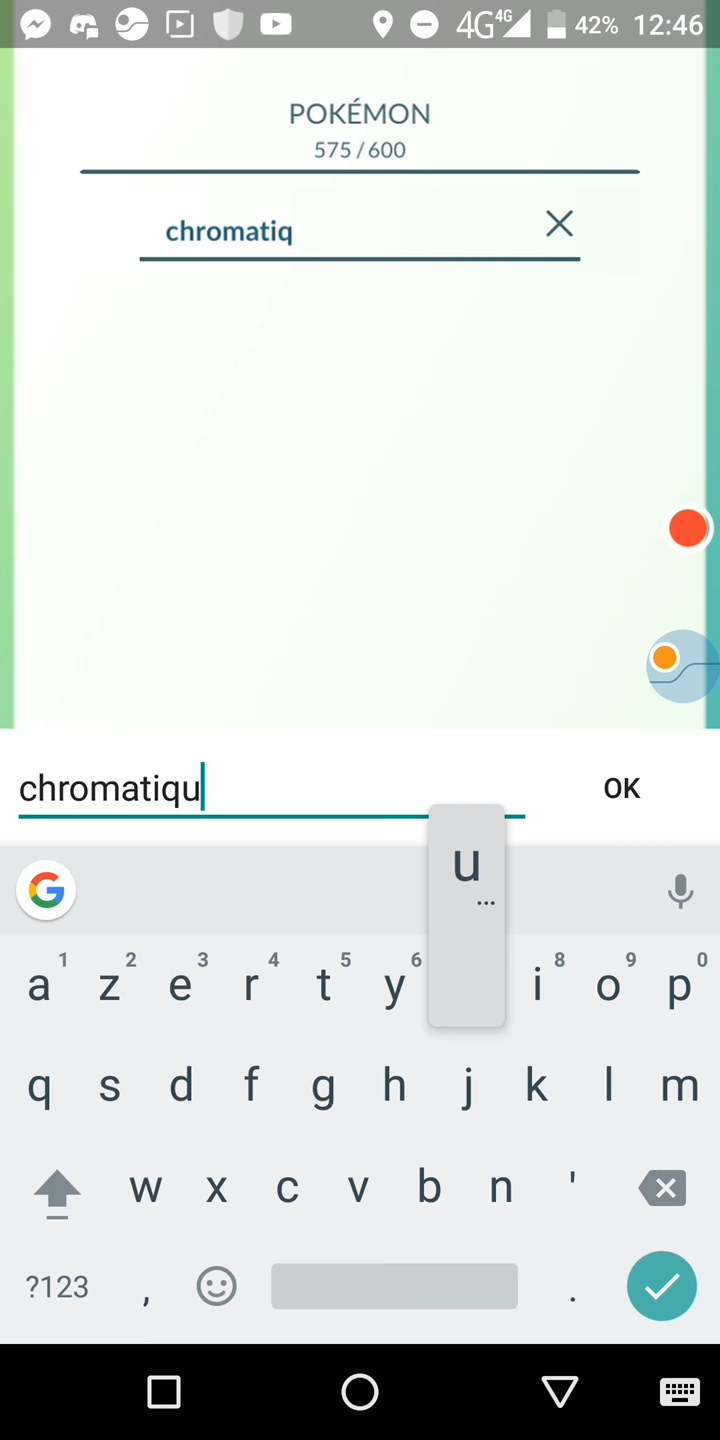 4G 4G 42% 12:46
POKÉMON
575/600
chromatiq
chromatiqu
OK
u
...
1 2 3 4 5 6 8 9 0
a z e r t y i o p
q s d f g h j k l m
w x c v b n '
?123 , .